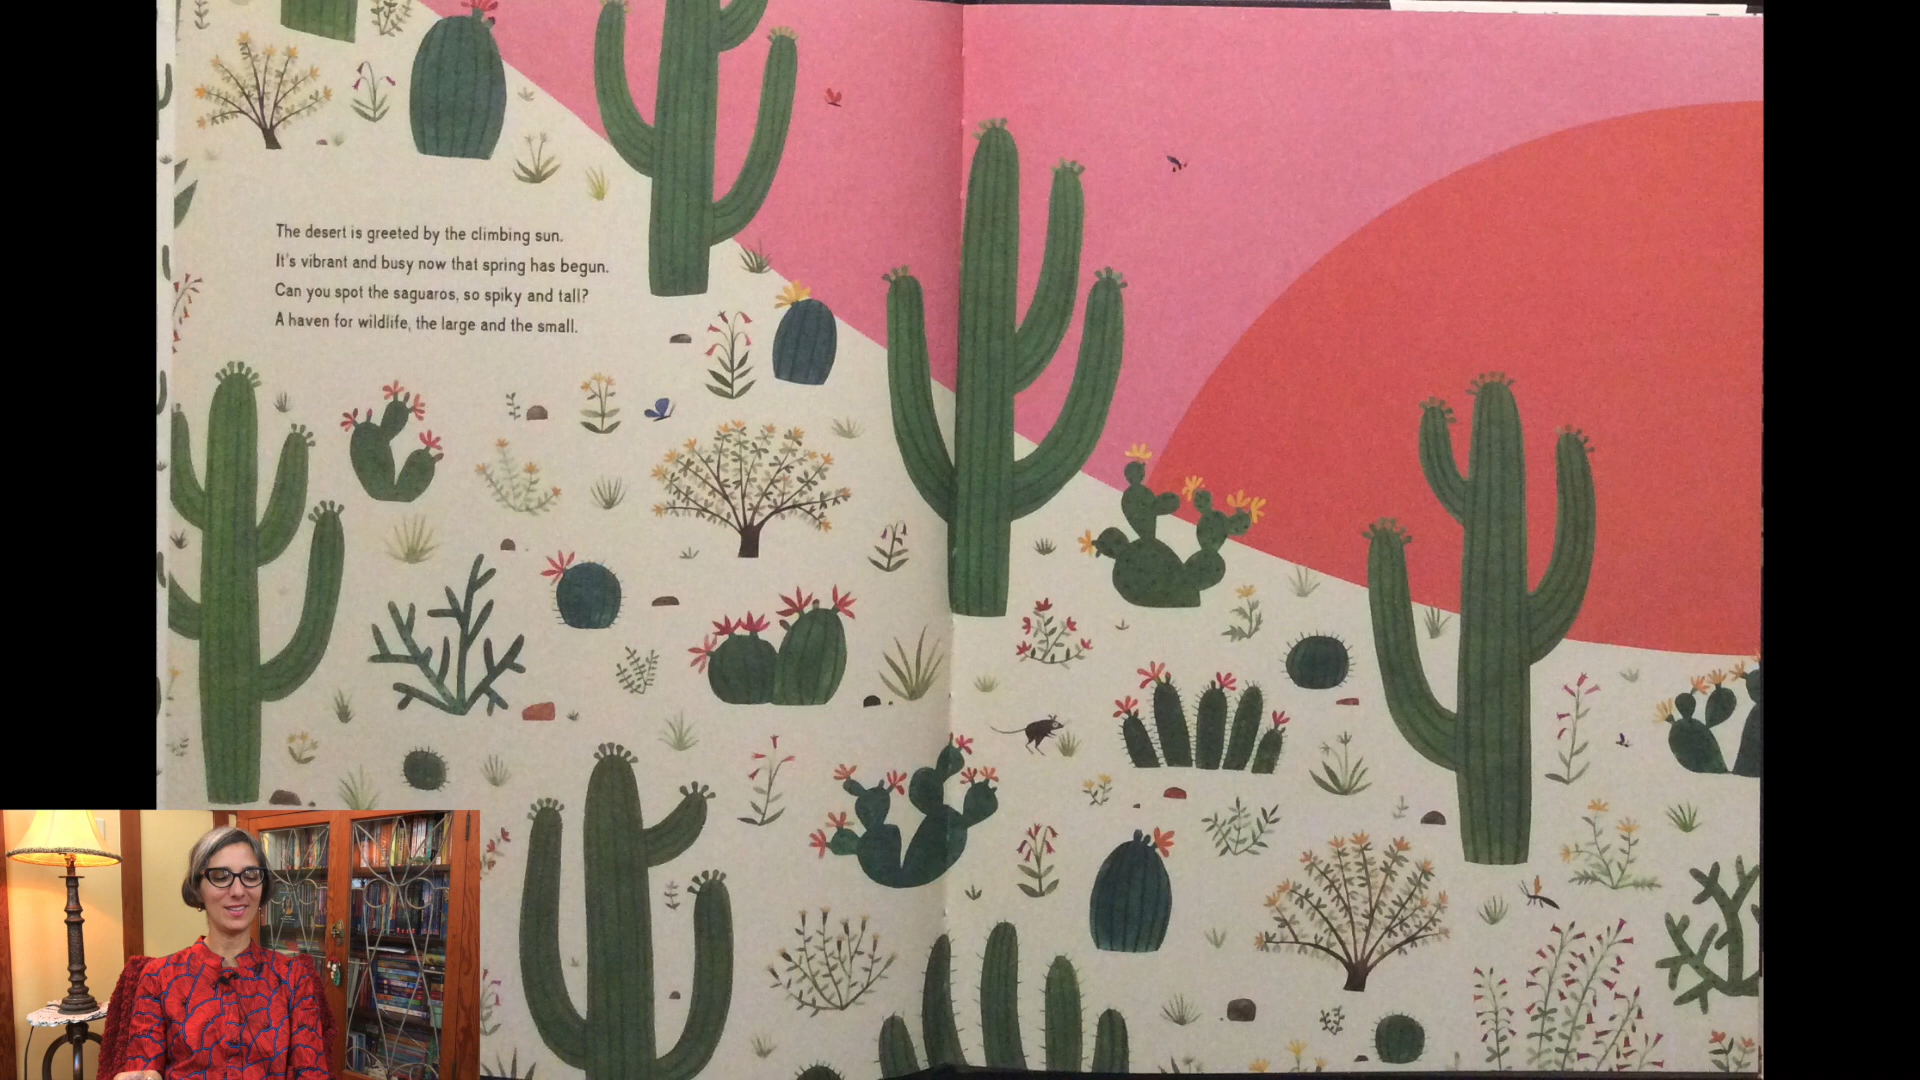 The desert is greeted by the climbing sun.
It's vibrant and busy now that spring has begun.
Can you spot the saguaros, so spiky and tall?
A haven for wildlife, the large and the small.